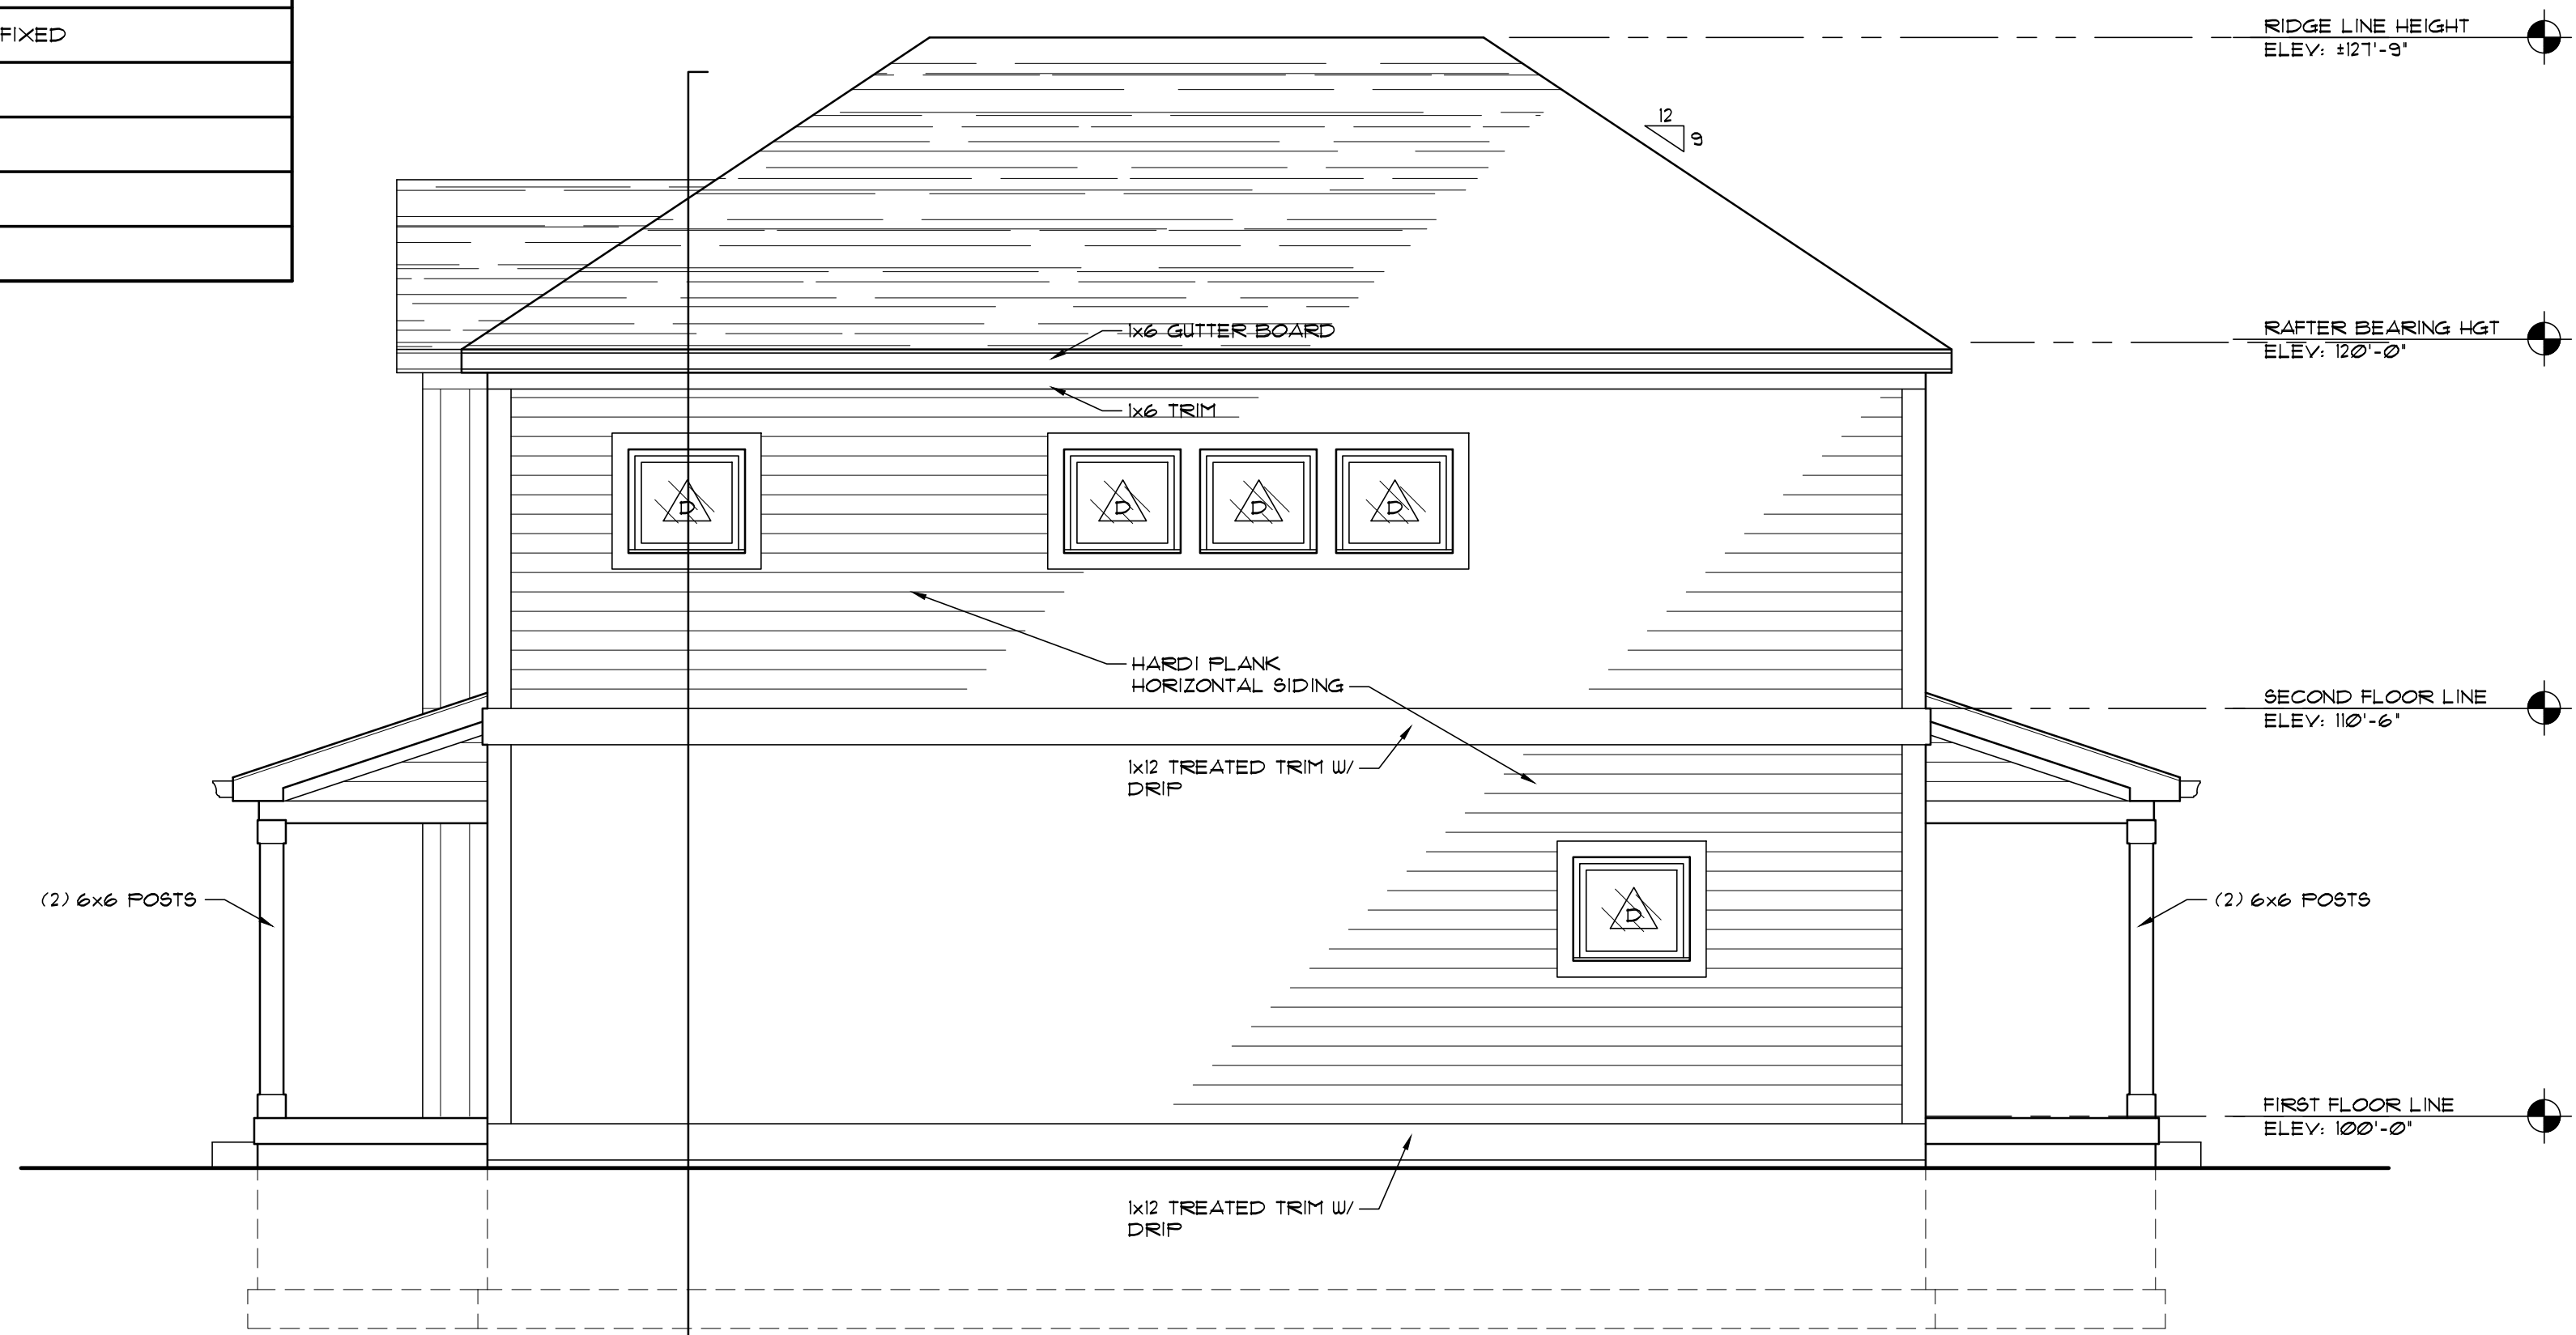 FIXED
RIDGE LINE HEIGHT
ELEV: ±127'-9"
12
9
1x6 GUTTER BOARD
RAFTER BEARING HGT
ELEV: 120'-0"
1x6 TRIM
D
D
D
D
HARDI PLANK
HORIZONTAL SIDING
SECOND FLOOR LINE
ELEV: 110'-6"
1x12 TREATED TRIM W/
DRIP
(2) 6x6 POSTS
D
(2) 6x6 POSTS
FIRST FLOOR LINE
ELEV: 100'-0"
1x12 TREATED TRIM W/
DRIP